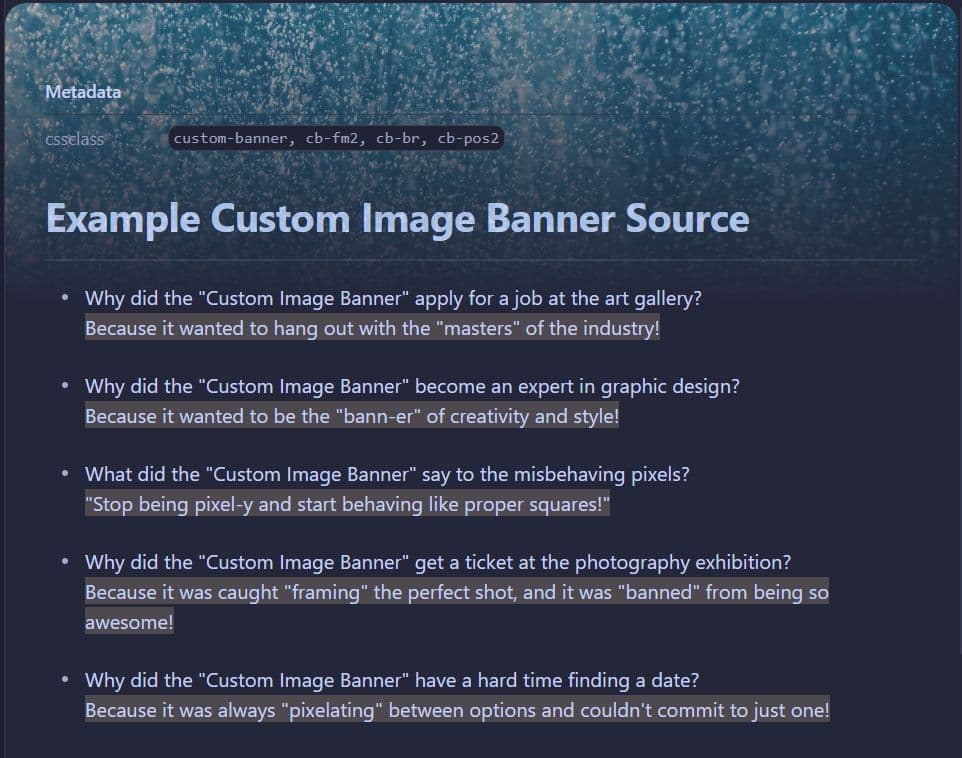 Metadata
cssclass custom-banner, cb-fm2, cb-br, cb-pos2
Example Custom Image Banner Source
• Why did the "Custom Image Banner" apply for a job at the art gallery?
Because it wanted to hang out with the "masters" of the industry!
• Why did the "Custom Image Banner" become an expert in graphic design?
Because it wanted to be the "bann-er" of creativity and style!
• What did the "Custom Image Banner" say to the misbehaving pixels?
"Stop being pixel-y and start behaving like proper squares!"
• Why did the "Custom Image Banner" get a ticket at the photography exhibition?
Because it was caught "framing" the perfect shot, and it was "banned" from being so
awesome!
• Why did the "Custom Image Banner" have a hard time finding a date?
Because it was always "pixelating" between options and couldn't commit to just one!